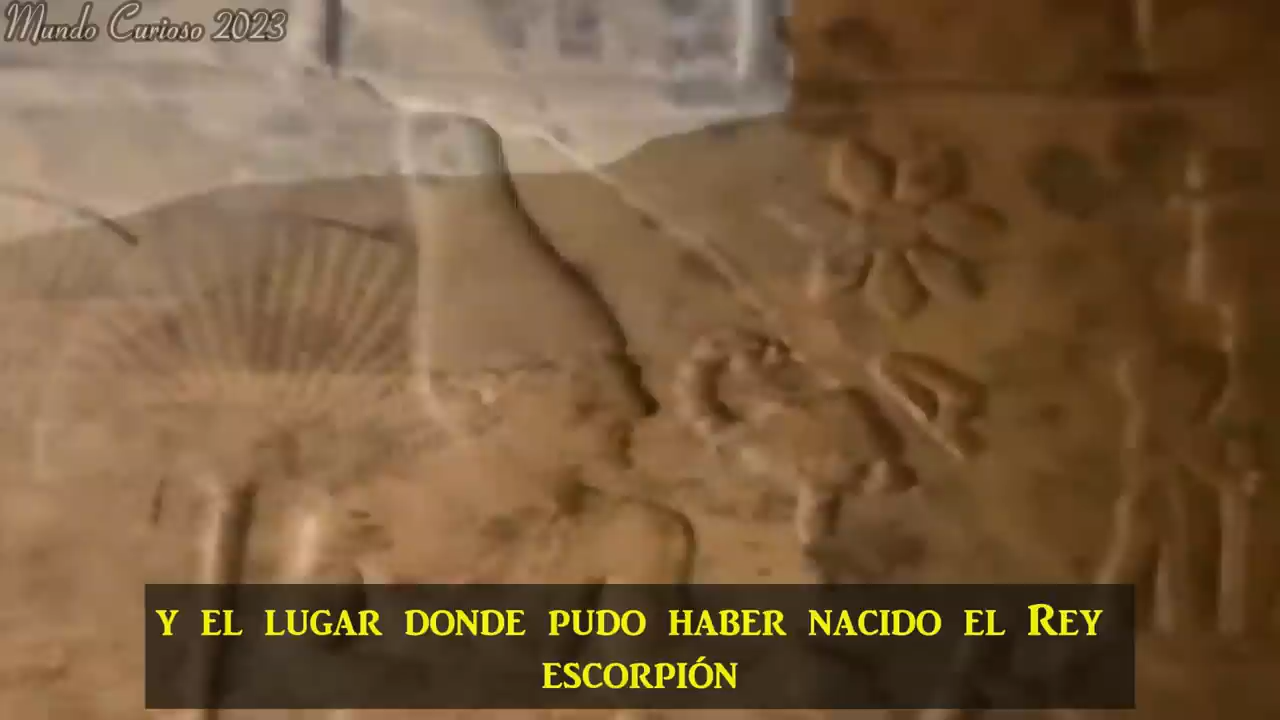 Mundo Curioso 2023
y el lugar donde pudo haber nacido el Rey
escorpión